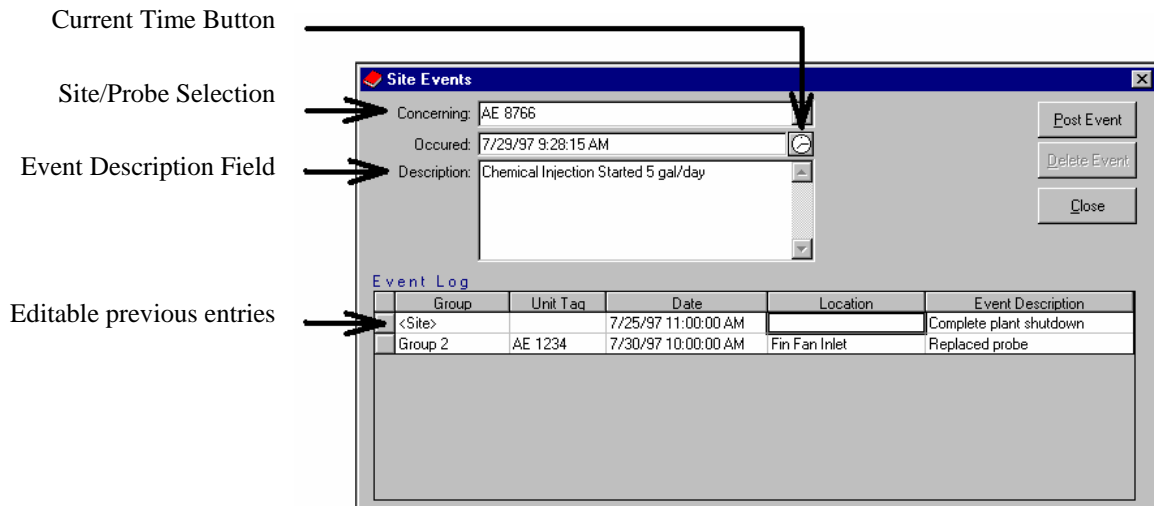 Current Time Button
Site/Probe Selection
Event Description Field
Editable previous entries
Site Events
Concerning: AE 8766
Occured: 7/29/97 9:28:15 AM
Description: Chemical Injection Started 5 gal/day
Post Event
Delete Event
Close
Event Log
Group Unit Tag Date Location Event Description
<Site> 7/25/97 11:00:00 AM Complete plant shutdown
Group 2 AE 1234 7/30/97 10:00:00 AM Fin Fan Inlet Replaced probe